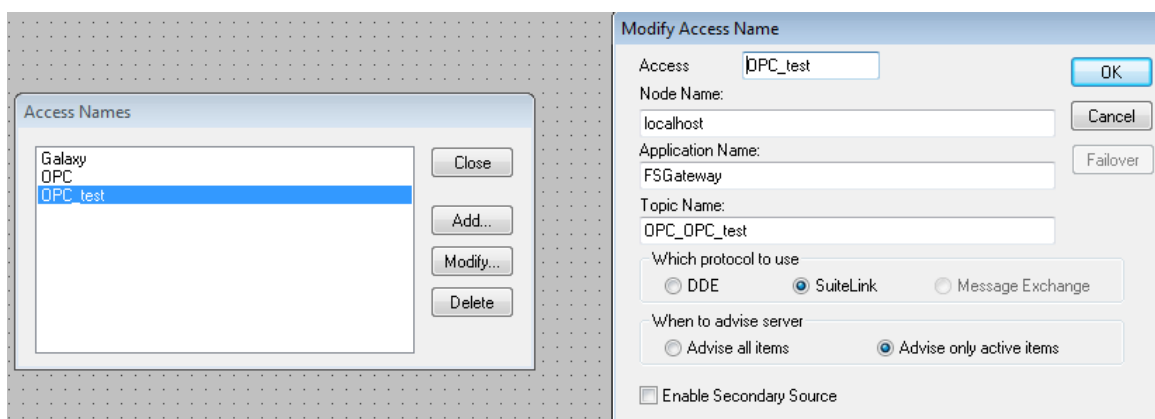 Access Names
Galaxy
OPC
OPC_test
Close
Add...
Modify...
Delete
Modify Access Name
Access OPC_test
OK
Node Name:
localhost
Cancel
Application Name:
FSGateway
Failover
Topic Name:
OPC_OPC_test
Which protocol to use
DDE SuiteLink Message Exchange
When to advise server
Advise all items Advise only active items
Enable Secondary Source